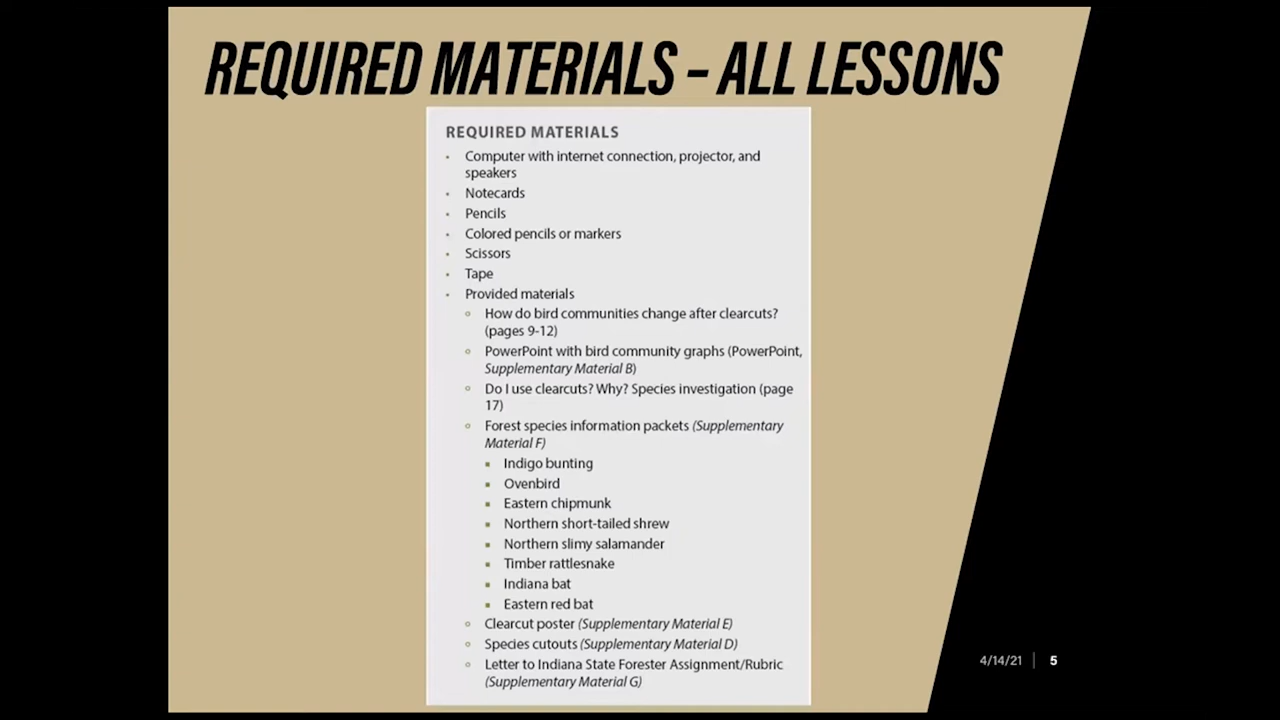 REQUIRED MATERIALS – ALL LESSONS
REQUIRED MATERIALS
• Computer with internet connection, projector, and
speakers
• Notecards
• Pencils
• Colored pencils or markers
• Scissors
• Tape
• Provided materials
○ How do bird communities change after clearcuts?
(pages 9-12)
○ PowerPoint with bird community graphs (PowerPoint,
Supplementary Material B)
○ Do I use clearcuts? Why? Species investigation (page
17)
○ Forest species information packets (Supplementary
Material F)
▪ Indigo bunting
▪ Ovenbird
▪ Eastern chipmunk
▪ Northern short-tailed shrew
▪ Northern slimy salamander
▪ Timber rattlesnake
▪ Indiana bat
▪ Eastern red bat
○ Clearcut poster (Supplementary Material E)
○ Species cutouts (Supplementary Material D)
○ Letter to Indiana State Forester Assignment/Rubric
(Supplementary Material G)
4/14/21 | 5